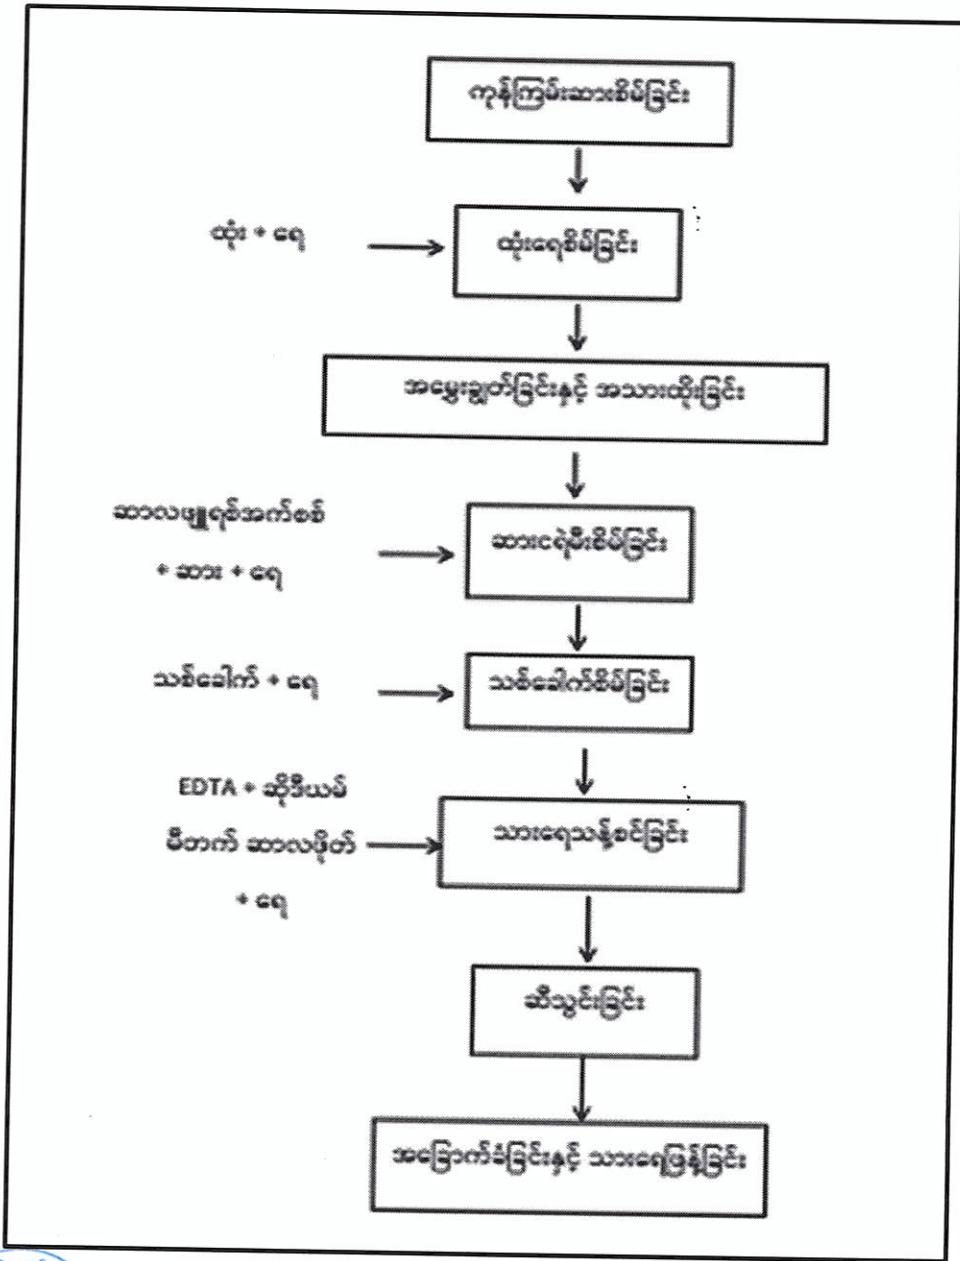 ကုန်ကြမ်းဆားစိမ်ခြင်း
ထုံး + ရေ
ထုံးရေစိမ်ခြင်း
အမွှေးချွတ်ခြင်းနှင့် အသားထိုးခြင်း
ဆာလဖျူရစ်အက်စစ်
+ ဆား + ရေ
ဆားငရဲမီးစိမ်ခြင်း
သစ်ခေါက် + ရေ
သစ်ခေါက်စိမ်ခြင်း
EDTA + ဆိုဒီယမ်
မီတက် ဆာလဖိုတ်
+ ရေ
သားရေသန့်စင်ခြင်း
ဆီသွင်းခြင်း
အခြောက်ခံခြင်းနှင့် သားရေဖြန့်ခြင်း